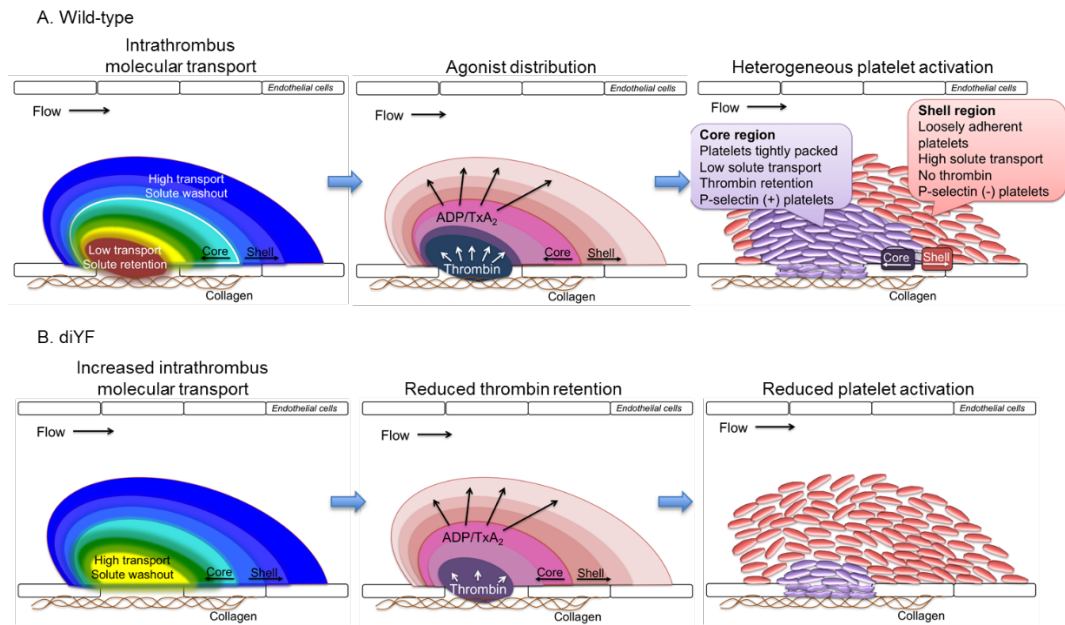 A. Wild-type
Intrathrombus
molecular transport
Endothelial cells
Flow
High transport
Solute washout
Low transport
Solute retention
Core
Shell
Collagen
Agonist distribution
Endothelial cells
Flow
ADP/TxA₂
Thrombin
Core
Shell
Collagen
Heterogeneous platelet activation
Endothelial cells
Flow
Core region
Platelets tightly packed
Low solute transport
Thrombin retention
P-selectin (+) platelets
Shell region
Loosely adherent
platelets
High solute transport
No thrombin
P-selectin (-) platelets
Core
Shell
Collagen
B. diYF
Increased intrathrombus
molecular transport
Endothelial cells
Flow
High transport
Solute washout
Core
Shell
Collagen
Reduced thrombin retention
Endothelial cells
Flow
ADP/TxA₂
Thrombin
Core
Shell
Collagen
Reduced platelet activation
Endothelial cells
Flow
Collagen